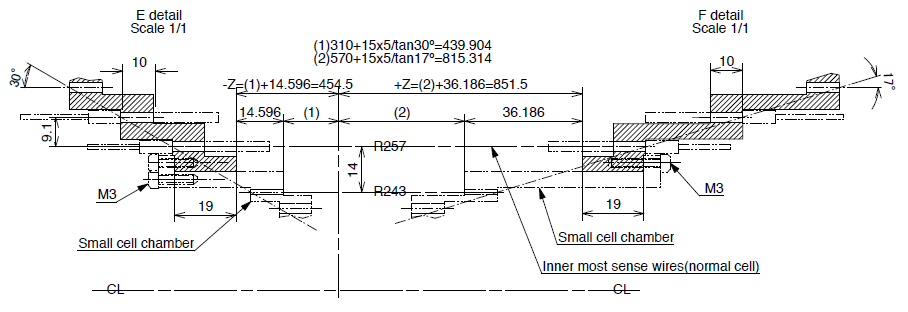 E detail
Scale 1/1
F detail
Scale 1/1
(1)310+15x5/tan30º=439.904
(2)570+15x5/tan17º=815.314
10
10
30°
17°
-Z=(1)+14.596=454.5
+Z=(2)+36.186=851.5
14.596
(1)
(2)
36.186
9.1
R257
14
R243
M3
M3
19
19
Small cell chamber
Small cell chamber
Inner most sense wires(normal cell)
CL
CL